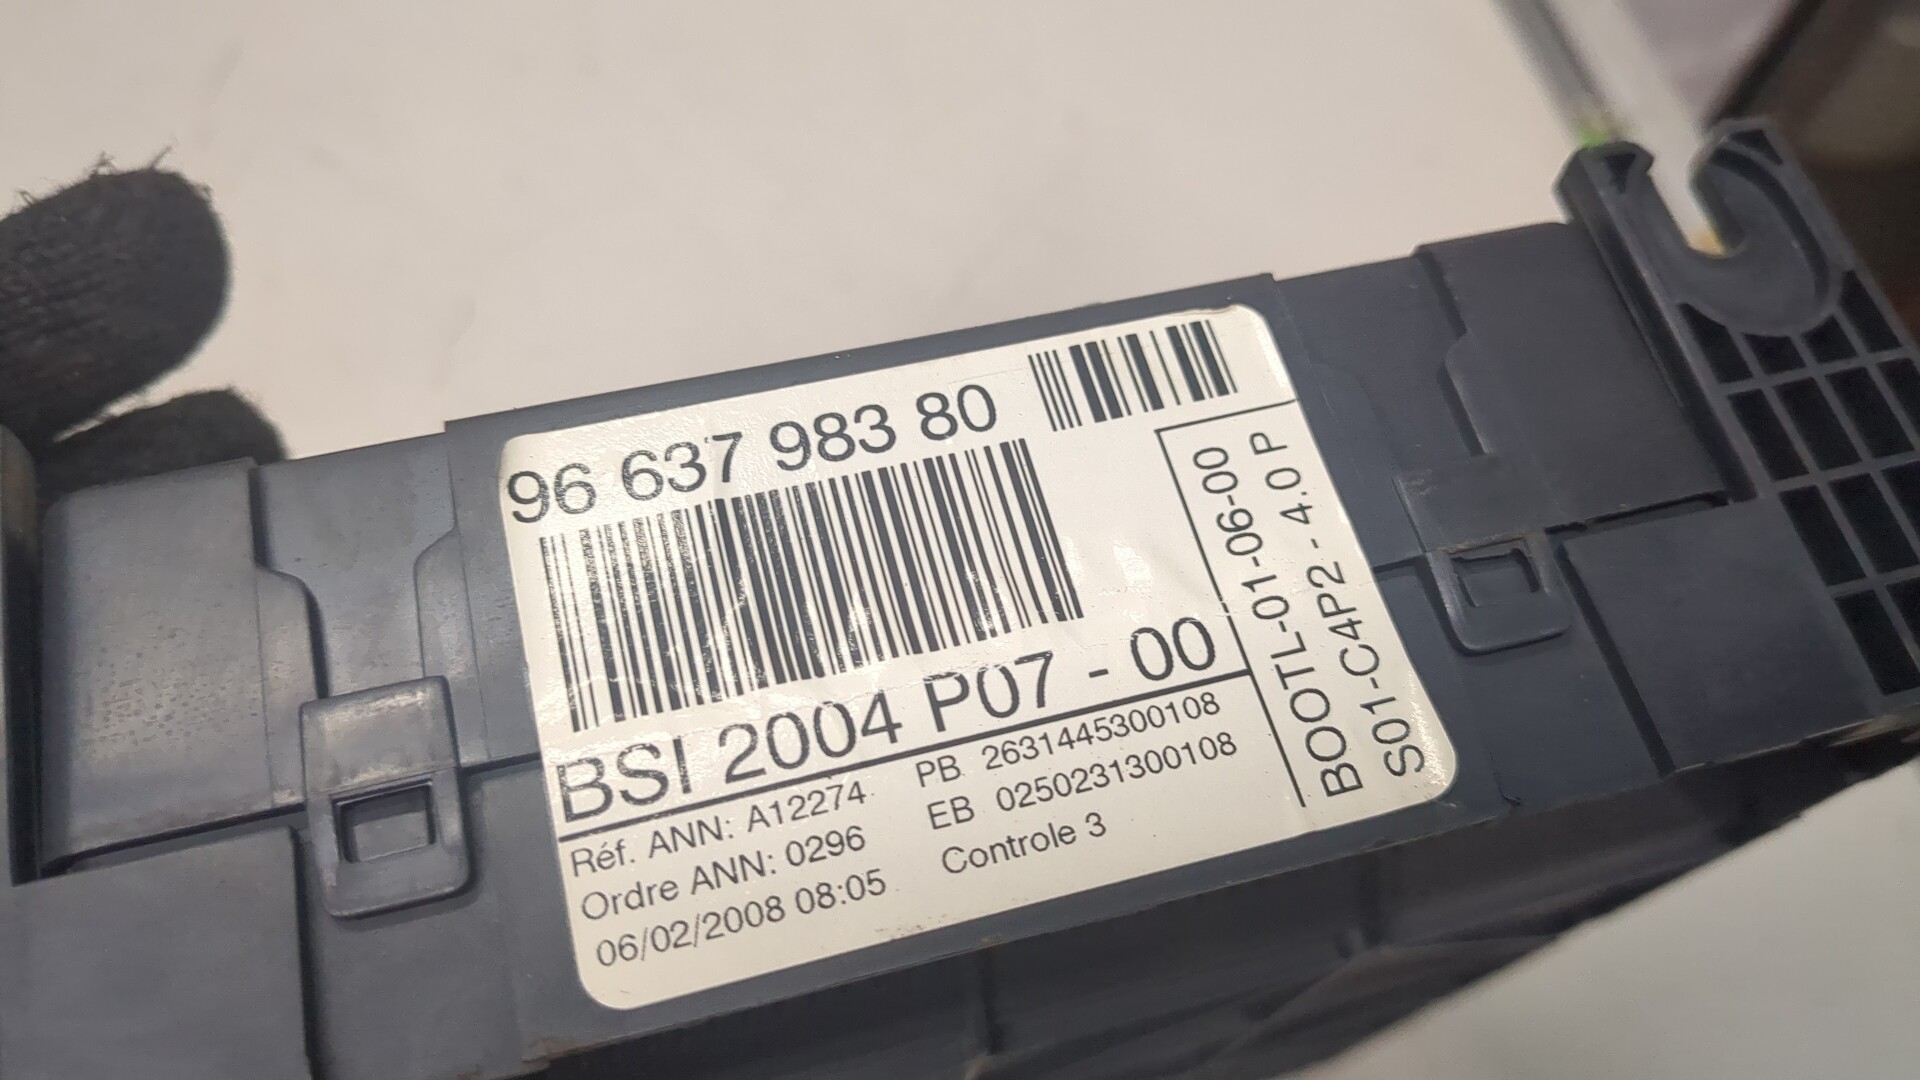 96 637 983 80
BSI 2004 P07 - 00
Réf. ANN: A12274
Ordre ANN: 0296
06/02/2008 08:05
PB 2631445300108
EB 0250231300108
Controle 3
BOOTL-01-06-00
S01-C4P2 - 4.0 P